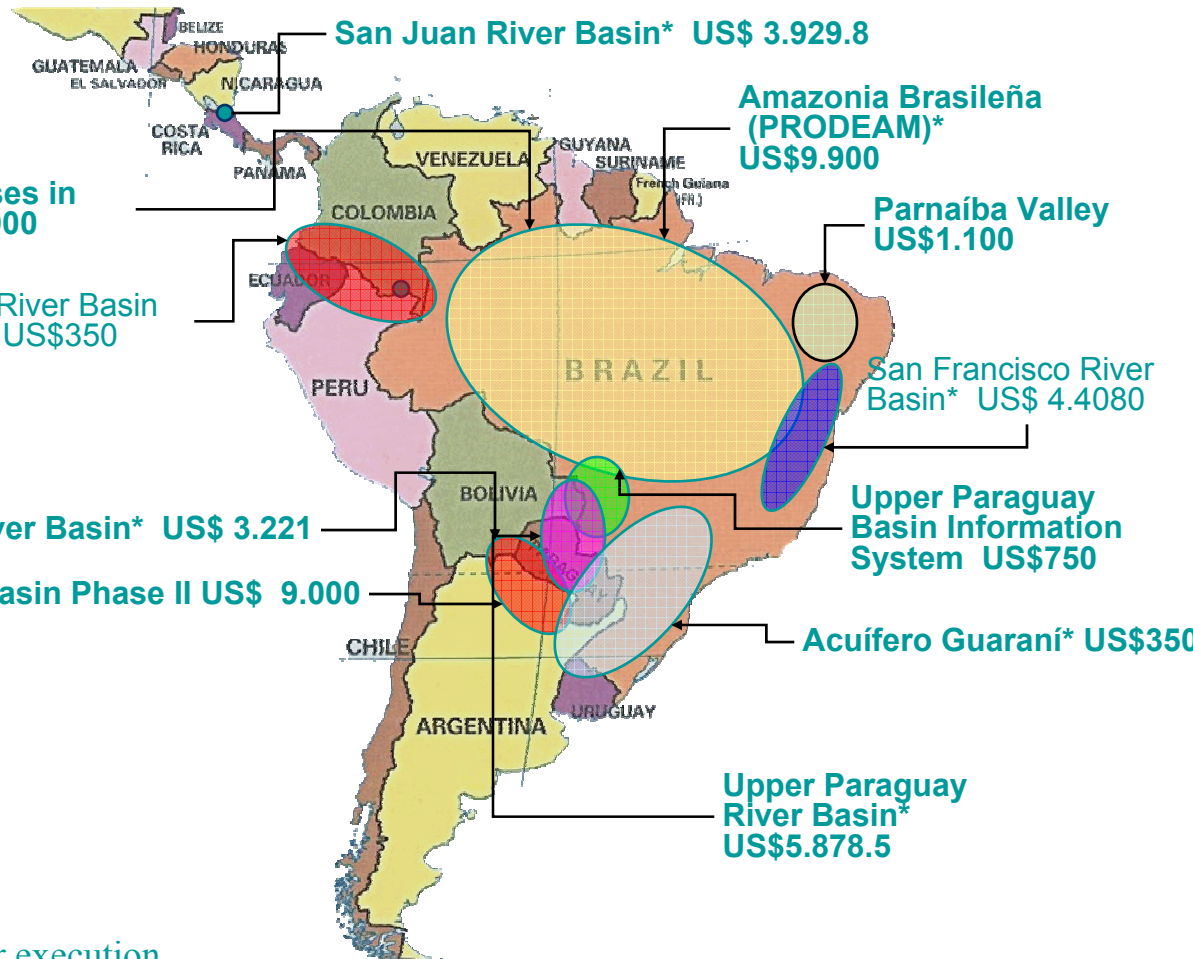 BELIZE
San Juan River Basin* US$ 3.929.8
HONDURAS
GUATEMALA
EL SALVADOR
NICARAGUA
Amazonia Brasileña
(PRODEAM)*
US$9.900
COSTA
RICA
PANAMA
VENEZUELA
GUYANA
SURINAME
French Guiana
(FR.)
ses in
000
COLOMBIA
Parnaíba Valley
US$1.100
ECUADOR
River Basin
US$350
BRAZIL
PERU
San Francisco River
Basin* US$ 4.4080
BOLIVIA
Upper Paraguay
Basin Information
System US$750
ver Basin* US$ 3.221
asin Phase II US$ 9.000
CHILE
Acuífero Guaraní* US$350
URUGUAY
ARGENTINA
Upper Paraguay
River Basin*
US$5.878.5
r execution